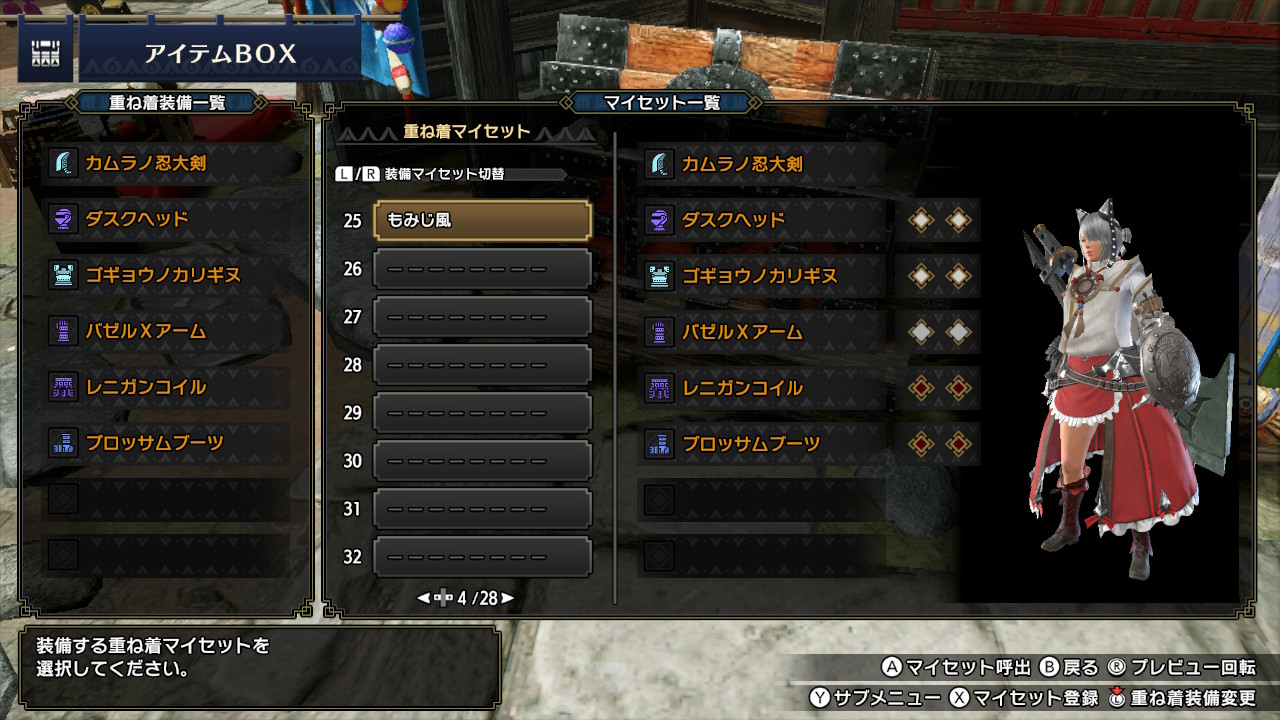 アイテムBOX
重ね着装備一覧
カムラノ忍大剣
ダスクヘッド
ゴギョウノカリギヌ
バゼルXアーム
レニガンコイル
ブロッサムブーツ
マイセット一覧
重ね着マイセット
L/R 装備マイセット切替
25 もみじ風
26 --------
27 --------
28 --------
29 --------
30 --------
31 --------
32 --------
4/28
カムラノ忍大剣
ダスクヘッド
ゴギョウノカリギヌ
バゼルXアーム
レニガンコイル
ブロッサムブーツ
装備する重ね着マイセットを
選択してください。
Aマイセット呼出 B戻る Rプレビュー回転
Yサブメニュー Xマイセット登録 L重ね着装備変更